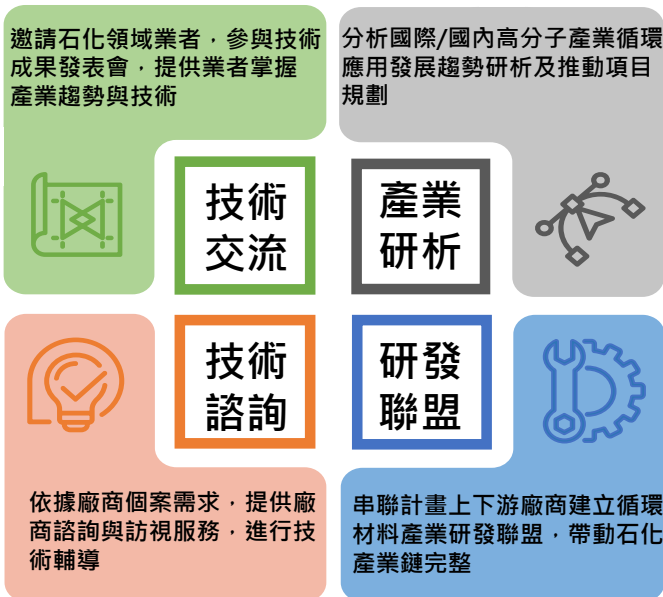 邀請石化領域業者，參與技術
成果發表會，提供業者掌握
產業趨勢與技術
分析國際/國內高分子產業循環
應用發展趨勢研析及推動項目
規劃
技術
交流
產業
研析
技術
諮詢
研發
聯盟
依據廠商個案需求，提供廠
商諮詢與訪視服務，進行技
術輔導
串聯計畫上下游廠商建立循環
材料產業研發聯盟，帶動石化
產業鏈完整